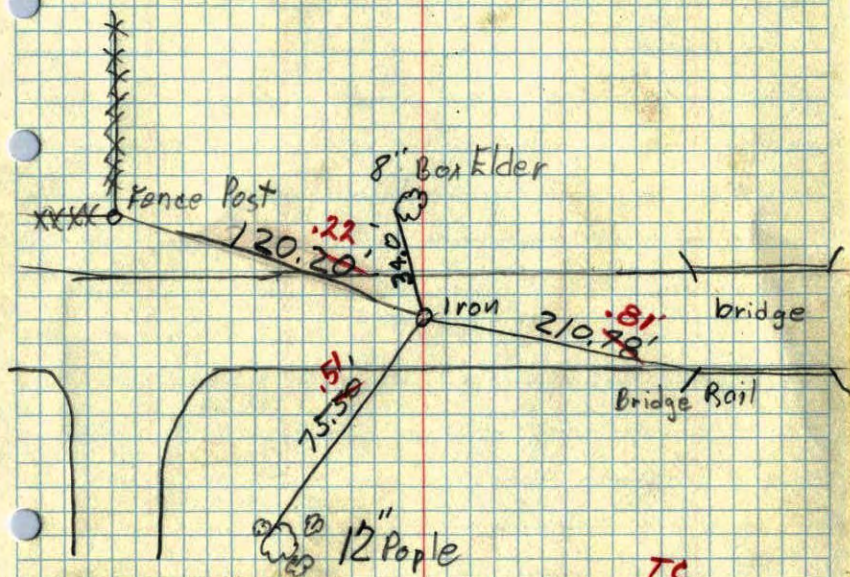 8" Box Elder
Fence Post
.22'
120.20'
34.0'
Iron
.81'
210.78'
bridge
Bridge Rail
.51'
75.50
12" Pople
TC